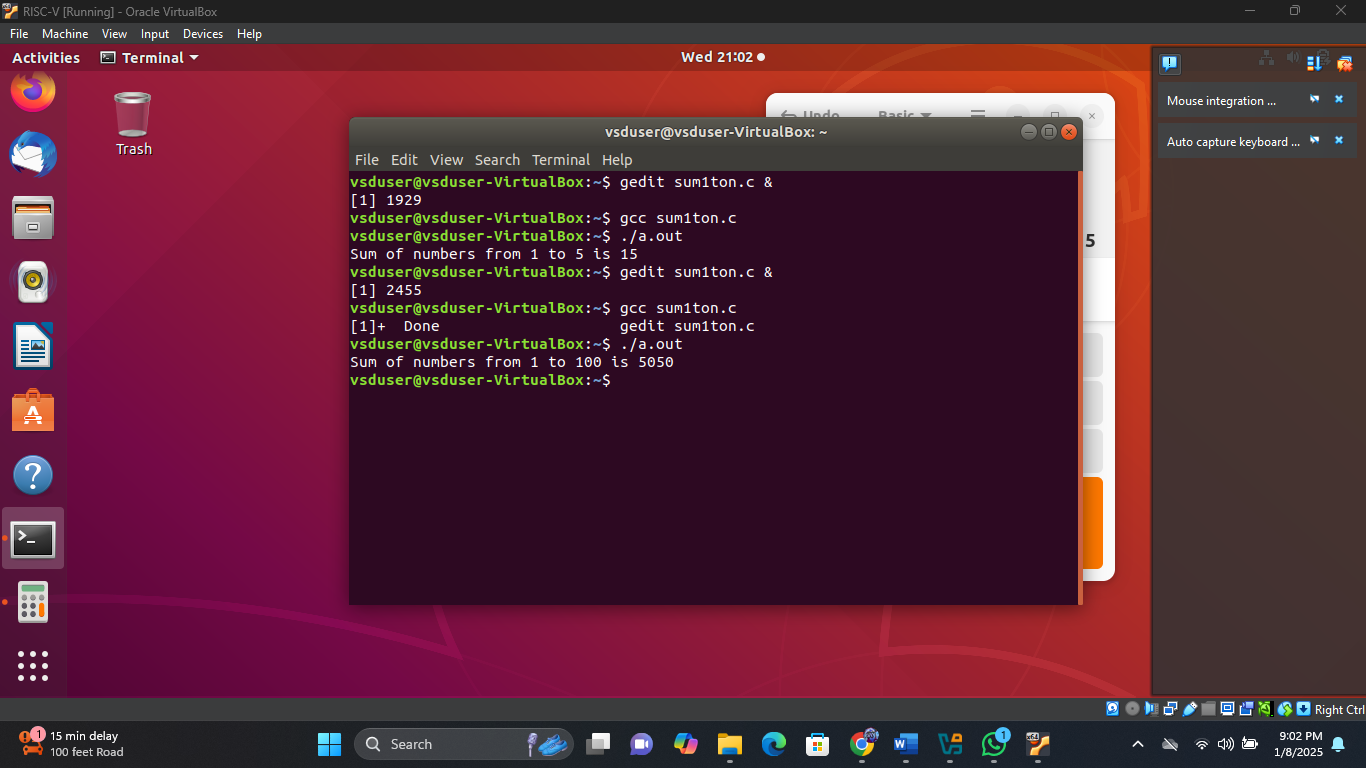 RISC-V [Running] - Oracle VirtualBox
File Machine View Input Devices Help
Activities Terminal Wed 21:02
Mouse integration ...
Auto capture keyboard ...
Trash
Undo Basic
5
vsduser@vsduser-VirtualBox: ~
File Edit View Search Terminal Help
vsduser@vsduser-VirtualBox:~$ gedit sum1ton.c &
[1] 1929
vsduser@vsduser-VirtualBox:~$ gcc sum1ton.c
vsduser@vsduser-VirtualBox:~$ ./a.out
Sum of numbers from 1 to 5 is 15
vsduser@vsduser-VirtualBox:~$ gedit sum1ton.c &
[1] 2455
vsduser@vsduser-VirtualBox:~$ gcc sum1ton.c
[1]+  Done                    gedit sum1ton.c
vsduser@vsduser-VirtualBox:~$ ./a.out
Sum of numbers from 1 to 100 is 5050
vsduser@vsduser-VirtualBox:~$
Right Ctrl
1
15 min delay
100 feet Road
Search
1
9:02 PM
1/8/2025